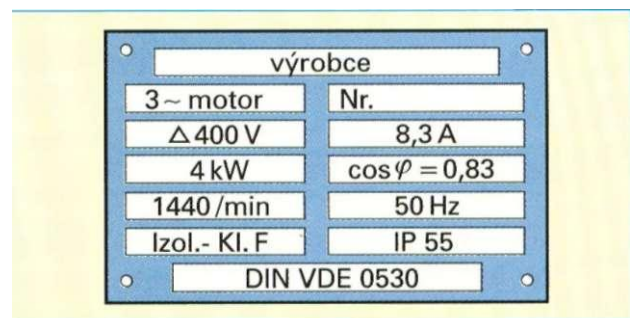 výrobce
3~ motor Nr.
△ 400 V 8,3 A
4 kW cos φ = 0,83
1440/min 50 Hz
Izol.- Kl. F IP 55
DIN VDE 0530